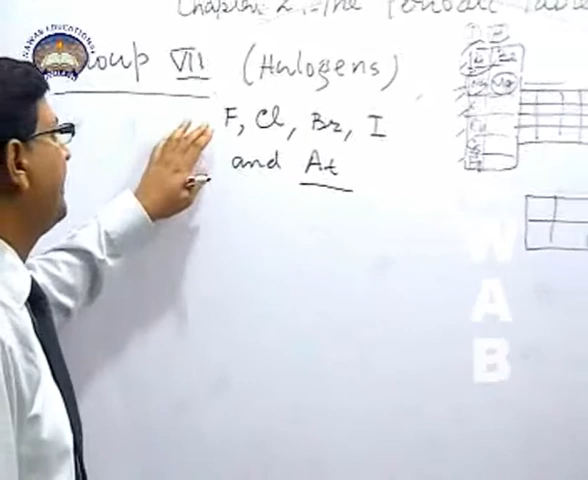 Chapter 2: The Periodic Table
Group VII (Halogens)
F, Cl, Br, I
and At
W
A
B